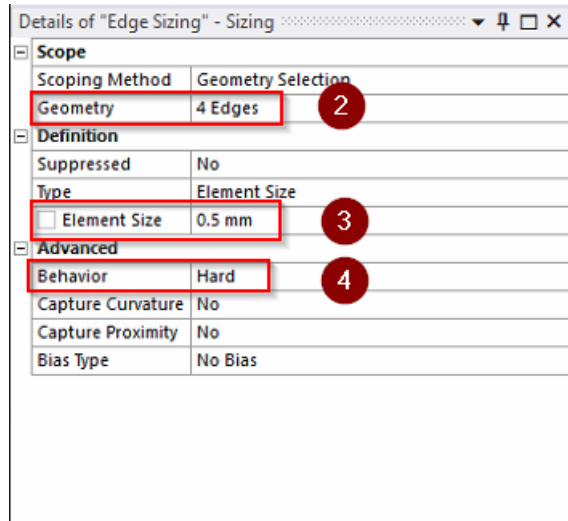 Details of "Edge Sizing" - Sizing
Scope
Scoping Method Geometry Selection
Geometry 4 Edges 2
Definition
Suppressed No
Type Element Size
Element Size 0.5 mm 3
Advanced
Behavior Hard 4
Capture Curvature No
Capture Proximity No
Bias Type No Bias